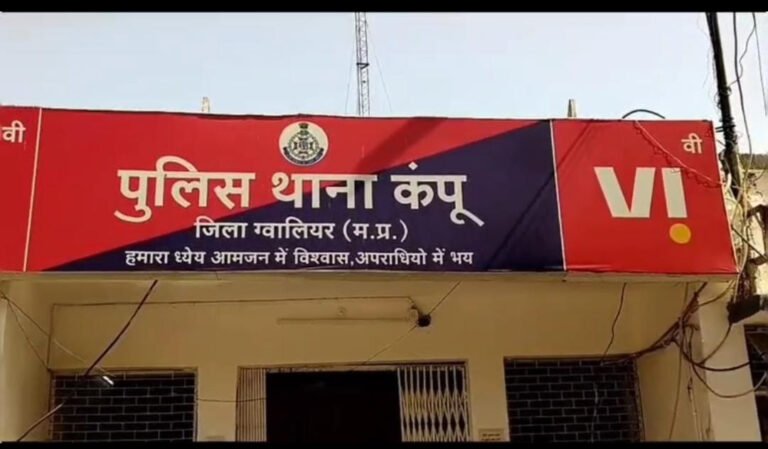 वी
पुलिस थाना कंपू
जिला ग्वालियर (म.प्र.)
हमारा ध्येय आमजन में विश्वास,अपराधियो में भय
वी
VI